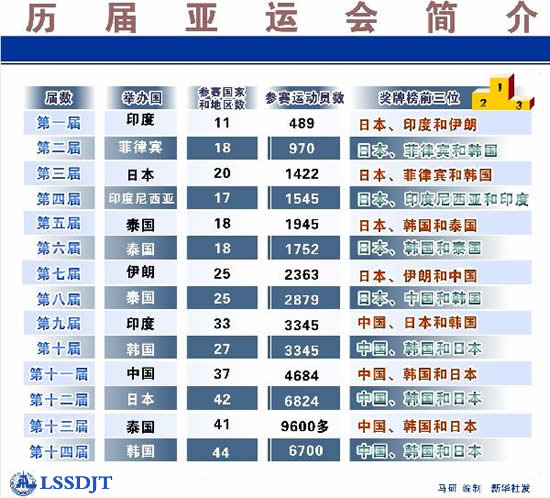 历届亚运会简介
届数 举办国 参赛国家和地区数 参赛运动员数 奖牌榜前三位
2 1 3
第一届 印度 11 489 日本、印度和伊朗
第二届 菲律宾 18 970 日本、菲律宾和韩国
第三届 日本 20 1422 日本、菲律宾和韩国
第四届 印度尼西亚 17 1545 日本、印度尼西亚和印度
第五届 泰国 18 1945 日本、韩国和泰国
第六届 泰国 18 1752 日本、韩国和泰国
第七届 伊朗 25 2363 日本、伊朗和中国
第八届 泰国 25 2879 日本、中国和韩国
第九届 印度 33 3345 中国、日本和韩国
第十届 韩国 27 3345 中国、韩国和日本
第十一届 中国 37 4684 中国、韩国和日本
第十二届 日本 42 6824 中国、韩国和日本
第十三届 泰国 41 9600多 中国、韩国和日本
第十四届 韩国 44 6700 中国、韩国和日本
LSSDJT
马研 编制 新华社发